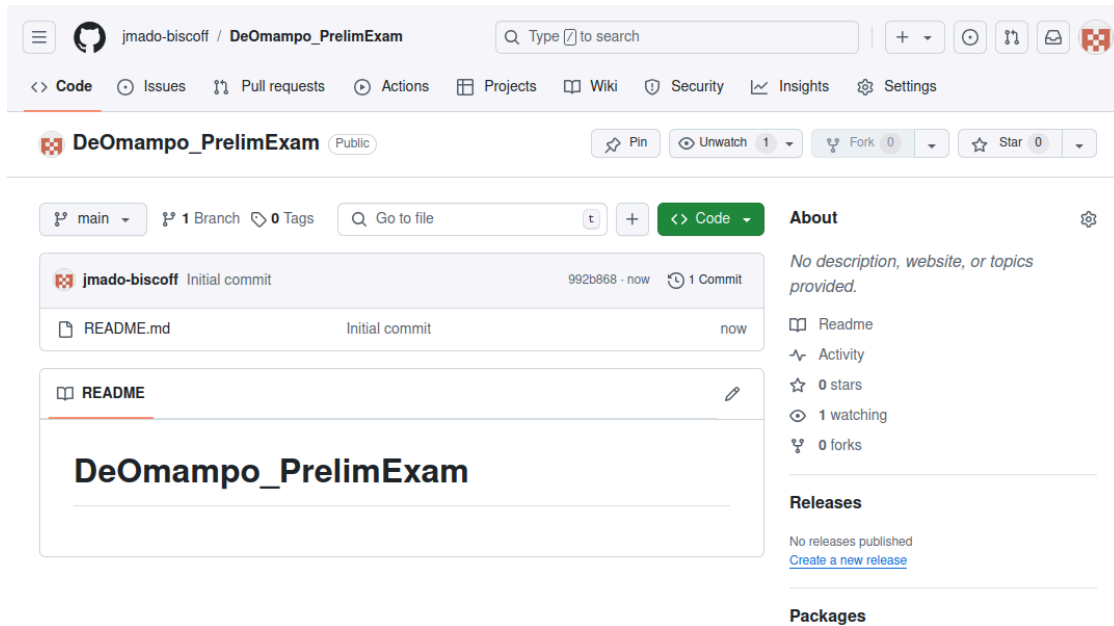 jmado-biscoff / DeOmampo_PrelimExam
Type / to search
Code Issues Pull requests Actions Projects Wiki Security Insights Settings
DeOmampo_PrelimExam Public
Pin Unwatch 1 Fork 0 Star 0
main 1 Branch 0 Tags Go to file t + Code
jmado-biscoff Initial commit 992b868 · now 1 Commit
README.md Initial commit now
README
DeOmampo_PrelimExam
About
No description, website, or topics
provided.
Readme
Activity
0 stars
1 watching
0 forks
Releases
No releases published
Create a new release
Packages